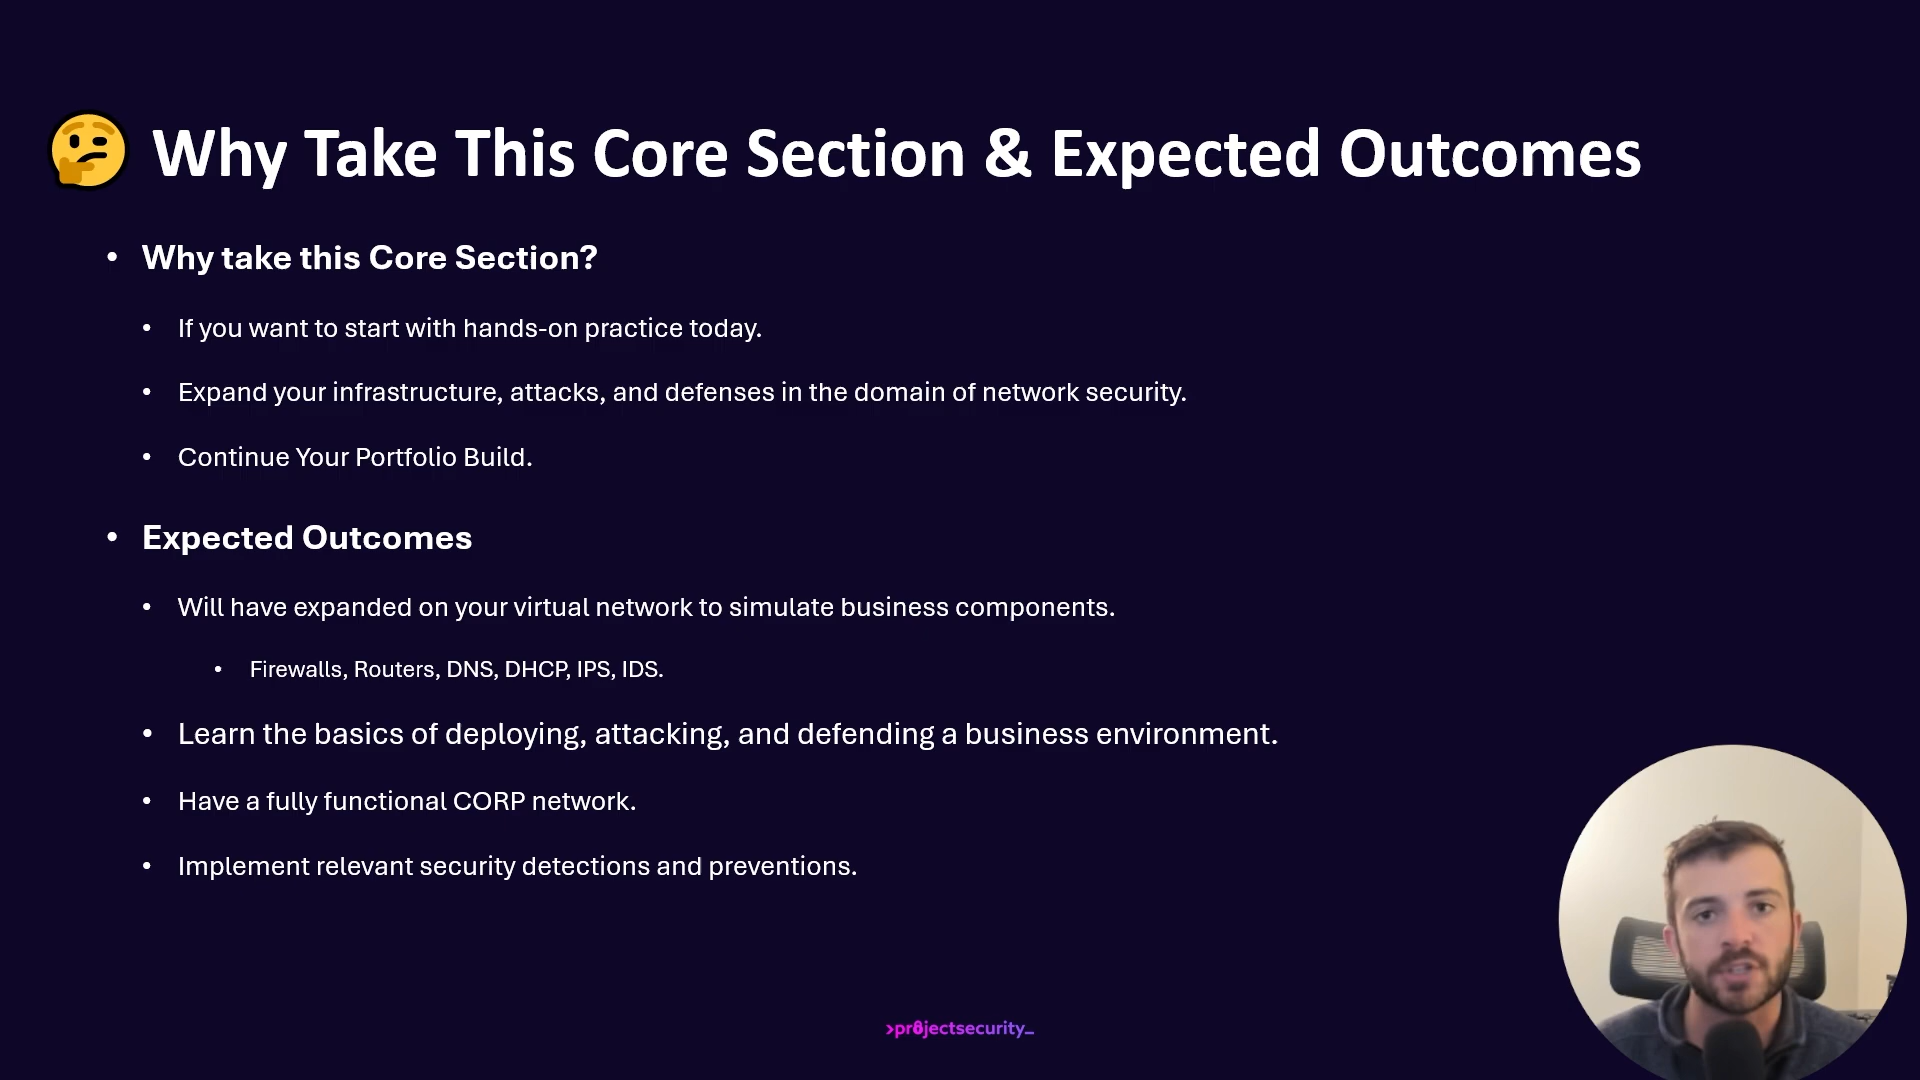 Why Take This Core Section & Expected Outcomes
• Why take this Core Section?
• If you want to start with hands-on practice today.
• Expand your infrastructure, attacks, and defenses in the domain of network security.
• Continue Your Portfolio Build.
• Expected Outcomes
• Will have expanded on your virtual network to simulate business components.
• Firewalls, Routers, DNS, DHCP, IPS, IDS.
• Learn the basics of deploying, attacking, and defending a business environment.
• Have a fully functional CORP network.
• Implement relevant security detections and preventions.
>pr0jectsecurity_